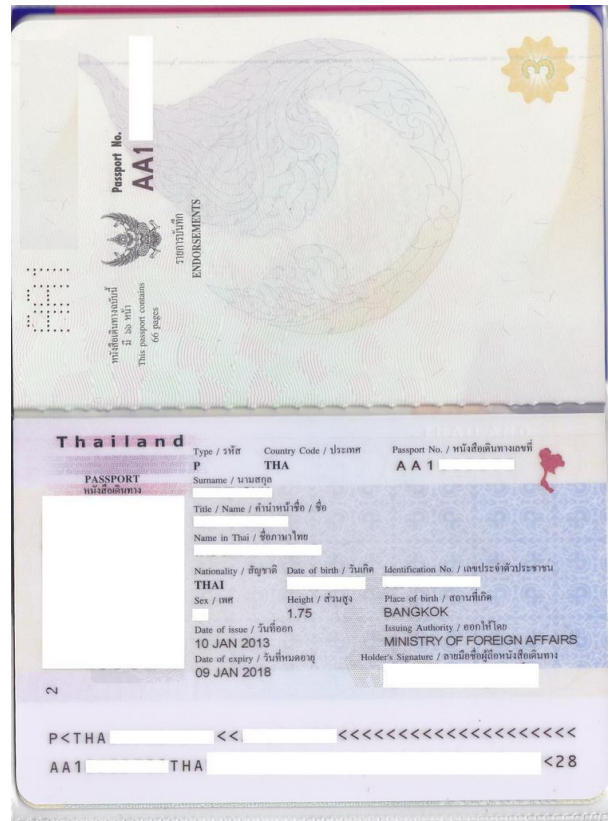 Passport No.
AA1
หนังสือเดินทางฉบับนี้
มี ๖๖ หน้า
This passport contains
66 pages
รายการบันทึก
ENDORSEMENTS
Thailand
PASSPORT
หนังสือเดินทาง
Type / รหัส Country Code / ประเทศ Passport No. / หนังสือเดินทางเลขที่
P THA AA1
Surname / นามสกุล
Title / Name / คำนำหน้าชื่อ / ชื่อ
Name in Thai / ชื่อภาษาไทย
Nationality / สัญชาติ Date of birth / วันเกิด Identification No. / เลขประจำตัวประชาชน
THAI
Sex / เพศ Height / ส่วนสูง Place of birth / สถานที่เกิด
1.75 BANGKOK
Date of issue / วันที่ออก Issuing Authority / ออกให้โดย
10 JAN 2013 MINISTRY OF FOREIGN AFFAIRS
Date of expiry / วันที่หมดอายุ Holder's Signature / ลายมือชื่อผู้ถือหนังสือเดินทาง
09 JAN 2018
2
P<THA << <<<<<<<<<<<<<<<<<<<<<
AA1 THA <28